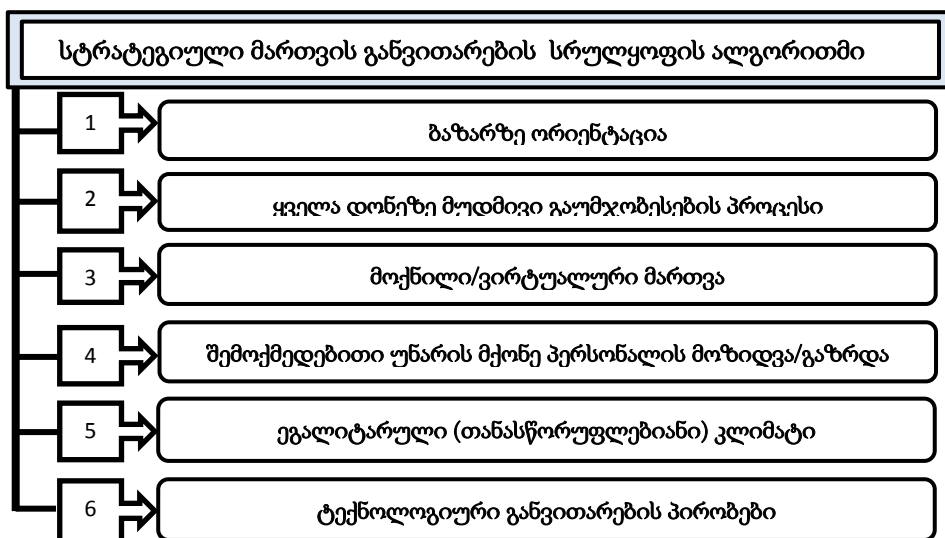 სტრატეგიული მართვის განვითარების სრულყოფის ალგორითმი
1 ბაზარზე ორიენტაცია
2 ყველა დონეზე მუდმივი გაუმჯობესების პროცესი
3 მოქნილი/ვირტუალური მართვა
4 შემოქმედებითი უნარის მქონე პერსონალის მოზიდვა/გაზრდა
5 ეგალიტარული (თანასწორუფლებიანი) კლიმატი
6 ტექნოლოგიური განვითარების პირობები